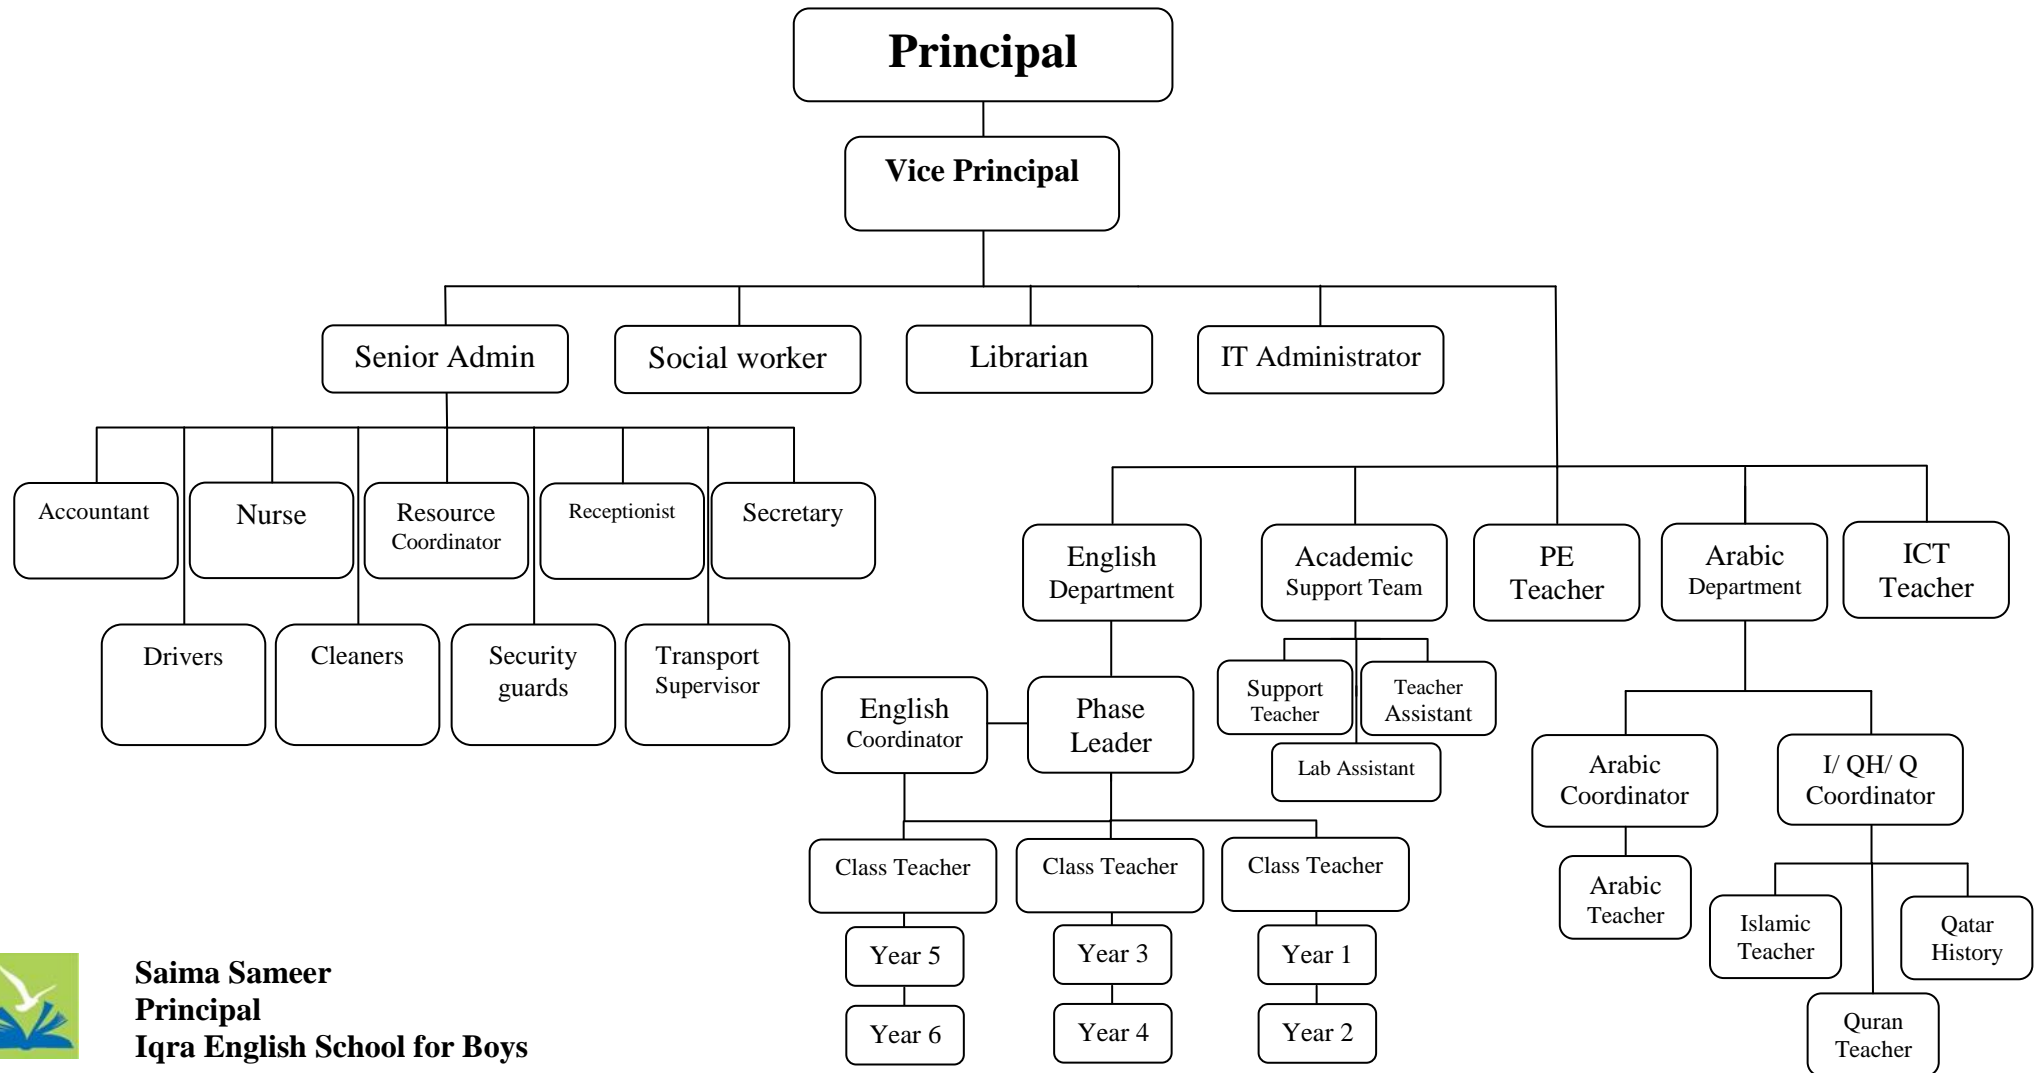 Principal
Vice Principal
Senior Admin
Social worker
Librarian
IT Administrator
Accountant
Nurse
Resource
Coordinator
Receptionist
Secretary
Drivers
Cleaners
Security
guards
Transport
Supervisor
English
Department
Academic
Support Team
PE
Teacher
Arabic
Department
ICT
Teacher
English
Coordinator
Phase
Leader
Support
Teacher
Teacher
Assistant
Lab Assistant
Arabic
Coordinator
I/ QH/ Q
Coordinator
Class Teacher
Class Teacher
Class Teacher
Arabic
Teacher
Islamic
Teacher
Qatar
History
Quran
Teacher
Year 5
Year 3
Year 1
Year 6
Year 4
Year 2
Saima Sameer
Principal
Iqra English School for Boys